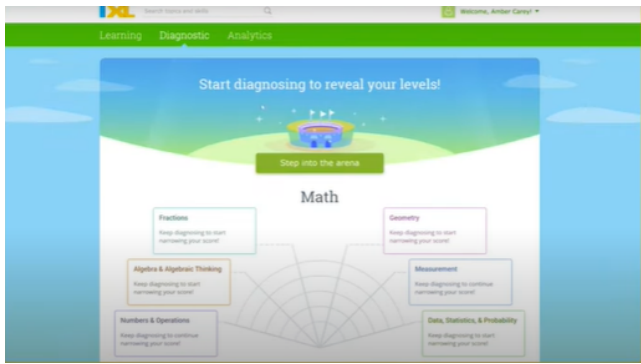 IXL
Search topics and skills
Welcome, Amber Carey!
Learning Diagnostic Analytics
Start diagnosing to reveal your levels!
Step into the arena
Math
Fractions
Keep diagnosing to start
narrowing your score!
Geometry
Keep diagnosing to start
narrowing your score!
Algebra & Algebraic Thinking
Keep diagnosing to start
narrowing your score!
Measurement
Keep diagnosing to continue
narrowing your score!
Numbers & Operations
Keep diagnosing to continue
narrowing your score!
Data, Statistics, & Probability
Keep diagnosing to start
narrowing your score!